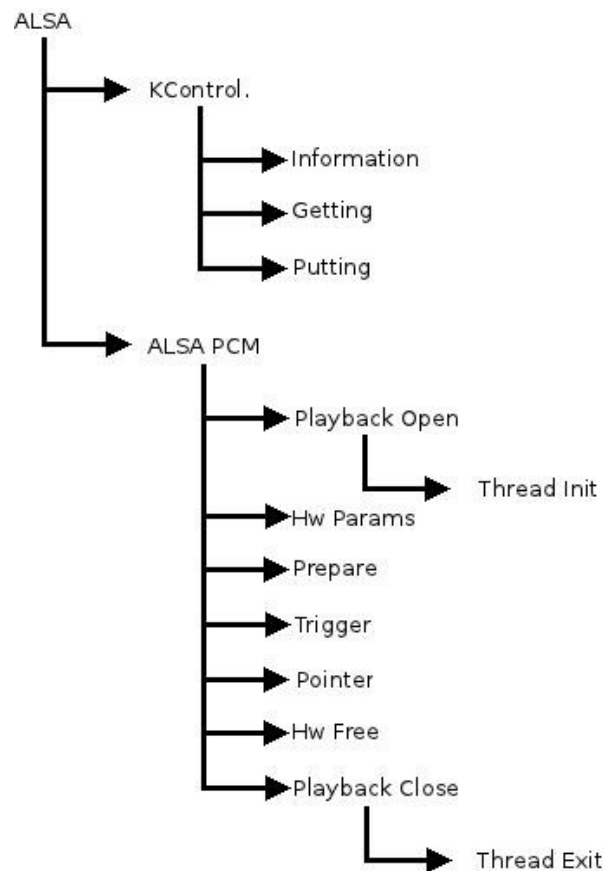 ALSA
KControl.
Information
Getting
Putting
ALSA PCM
Playback Open
Thread Init
Hw Params
Prepare
Trigger
Pointer
Hw Free
Playback Close
Thread Exit